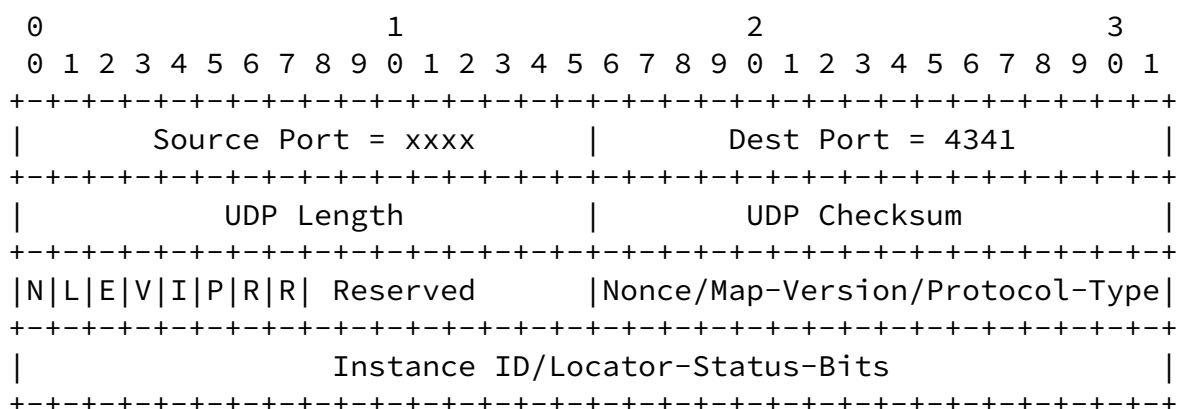 0                   1                   2                   3
 0 1 2 3 4 5 6 7 8 9 0 1 2 3 4 5 6 7 8 9 0 1 2 3 4 5 6 7 8 9 0 1
+-+-+-+-+-+-+-+-+-+-+-+-+-+-+-+-+-+-+-+-+-+-+-+-+-+-+-+-+-+-+-+-+
|       Source Port = xxxx      |       Dest Port = 4341        |
+-+-+-+-+-+-+-+-+-+-+-+-+-+-+-+-+-+-+-+-+-+-+-+-+-+-+-+-+-+-+-+-+
|           UDP Length          |        UDP Checksum           |
+-+-+-+-+-+-+-+-+-+-+-+-+-+-+-+-+-+-+-+-+-+-+-+-+-+-+-+-+-+-+-+-+
|N|L|E|V|I|P|R|R| Reserved      |Nonce/Map-Version/Protocol-Type|
+-+-+-+-+-+-+-+-+-+-+-+-+-+-+-+-+-+-+-+-+-+-+-+-+-+-+-+-+-+-+-+-+
|                 Instance ID/Locator-Status-Bits               |
+-+-+-+-+-+-+-+-+-+-+-+-+-+-+-+-+-+-+-+-+-+-+-+-+-+-+-+-+-+-+-+-+